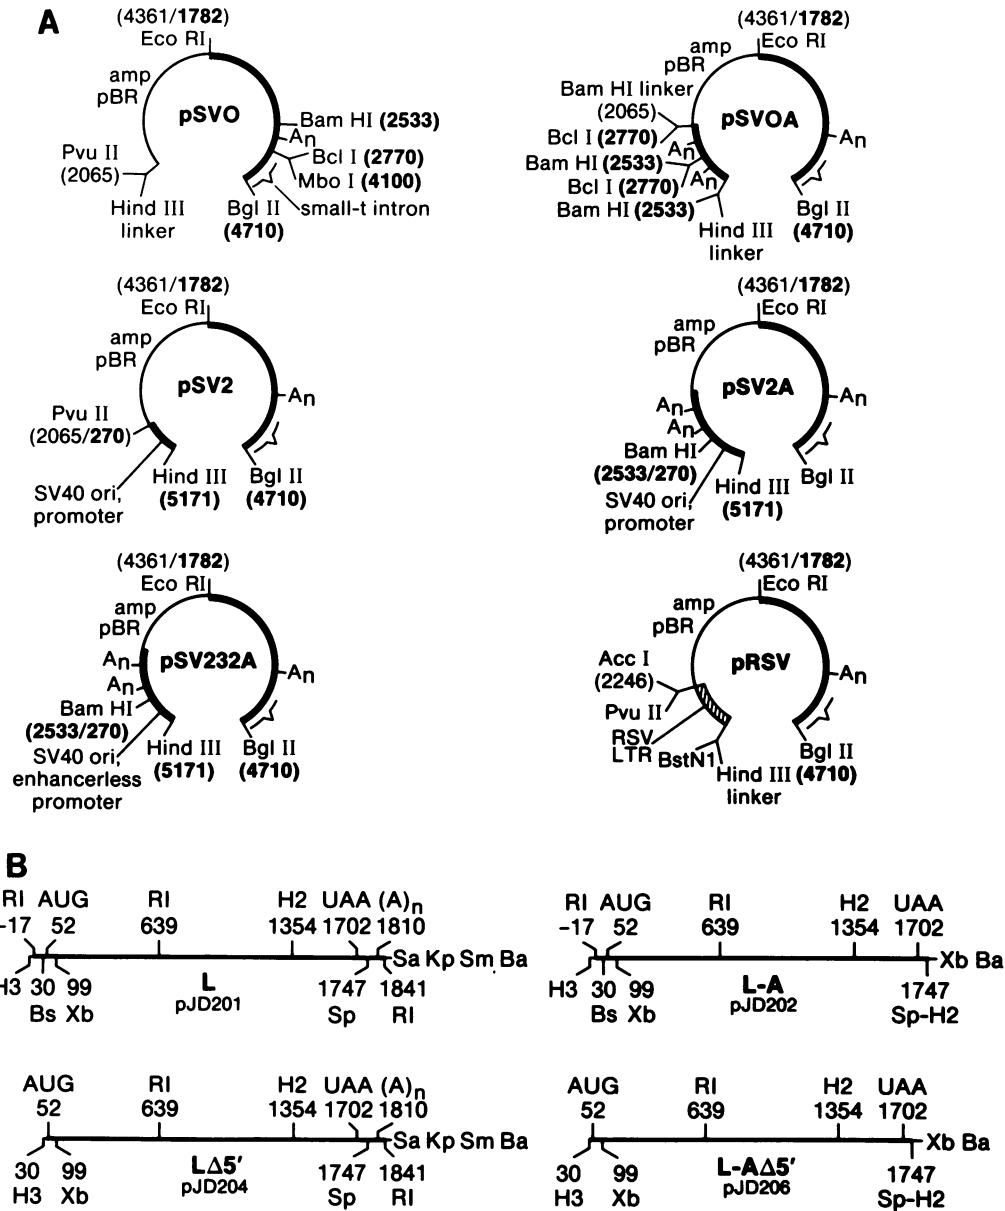 A
(4361/1782)
Eco RI
amp
pBR
pSVO
Bam HI (2533)
An
Bcl I (2770)
Mbo I (4100)
Pvu II
(2065)
Hind III
linker
Bgl II
(4710)
small-t intron
(4361/1782)
Eco RI
amp
pBR
Bam HI linker
(2065)
pSVOA
Bcl I (2770)
An
An
Bam HI (2533)
An
Bcl I (2770)
Bam HI (2533)
Hind III
linker
Bgl II
(4710)
(4361/1782)
Eco RI
amp
pBR
pSV2
An
Pvu II
(2065/270)
SV40 ori,
promoter
Hind III
(5171)
Bgl II
(4710)
(4361/1782)
Eco RI
amp
pBR
pSV2A
An
An
An
Bam HI
(2533/270)
SV40 ori,
promoter
Hind III
(5171)
Bgl II
(4361/1782)
Eco RI
amp
pBR
pSV232A
An
An
An
Bam HI
(2533/270)
SV40 ori,
enhancerless
promoter
Hind III
(5171)
Bgl II
(4710)
(4361/1782)
Eco RI
amp
pBR
pRSV
An
Acc I
(2246)
Pvu II
RSV
LTR
BstN1
Hind III
linker
Bgl II
(4710)
B
RI AUG RI H2 UAA (A)n
-17 52 639 1354 1702 1810
Sa Kp Sm Ba
H3 30 99 L 1747 1841
Bs Xb pJD201 Sp RI
RI AUG RI H2 UAA
-17 52 639 1354 1702
Xb Ba
H3 30 99 L-A 1747
Bs Xb pJD202 Sp-H2
AUG RI H2 UAA (A)n
52 639 1354 1702 1810
Sa Kp Sm Ba
30 99 LΔ5′ 1747 1841
H3 Xb pJD204 Sp RI
AUG RI H2 UAA
52 639 1354 1702
Xb Ba
30 99 L-AΔ5′ 1747
H3 Xb pJD206 Sp-H2